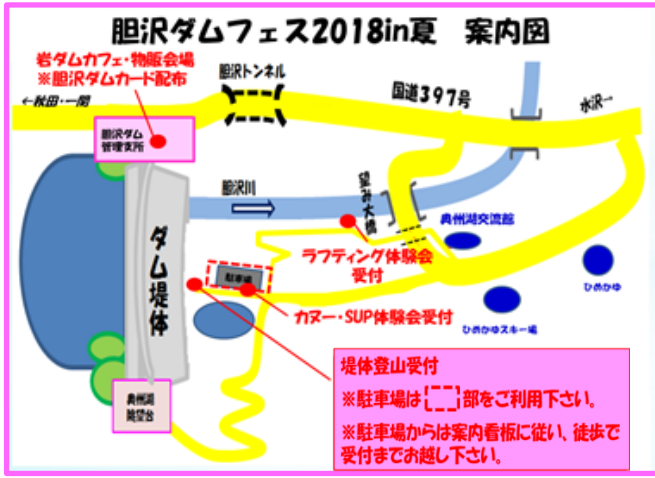 胆沢ダムフェス2018in夏　案内図
岩ダムカフェ・物販会場
※胆沢ダムカード配布
胆沢トンネル
国道397号
←秋田・一関
水沢→
胆沢ダム
管理支所
胆沢川
望み大橋
奥州湖交流館
ダム堤体
ラフティング体験会
受付
駐車場
ひめかゆ
カヌー・SUP体験会受付
ひめかゆスキー場
奥州湖
眺望台
堤体登山受付
※駐車場は 部をご利用下さい。
※駐車場からは案内看板に従い、徒歩で
受付までお越し下さい。